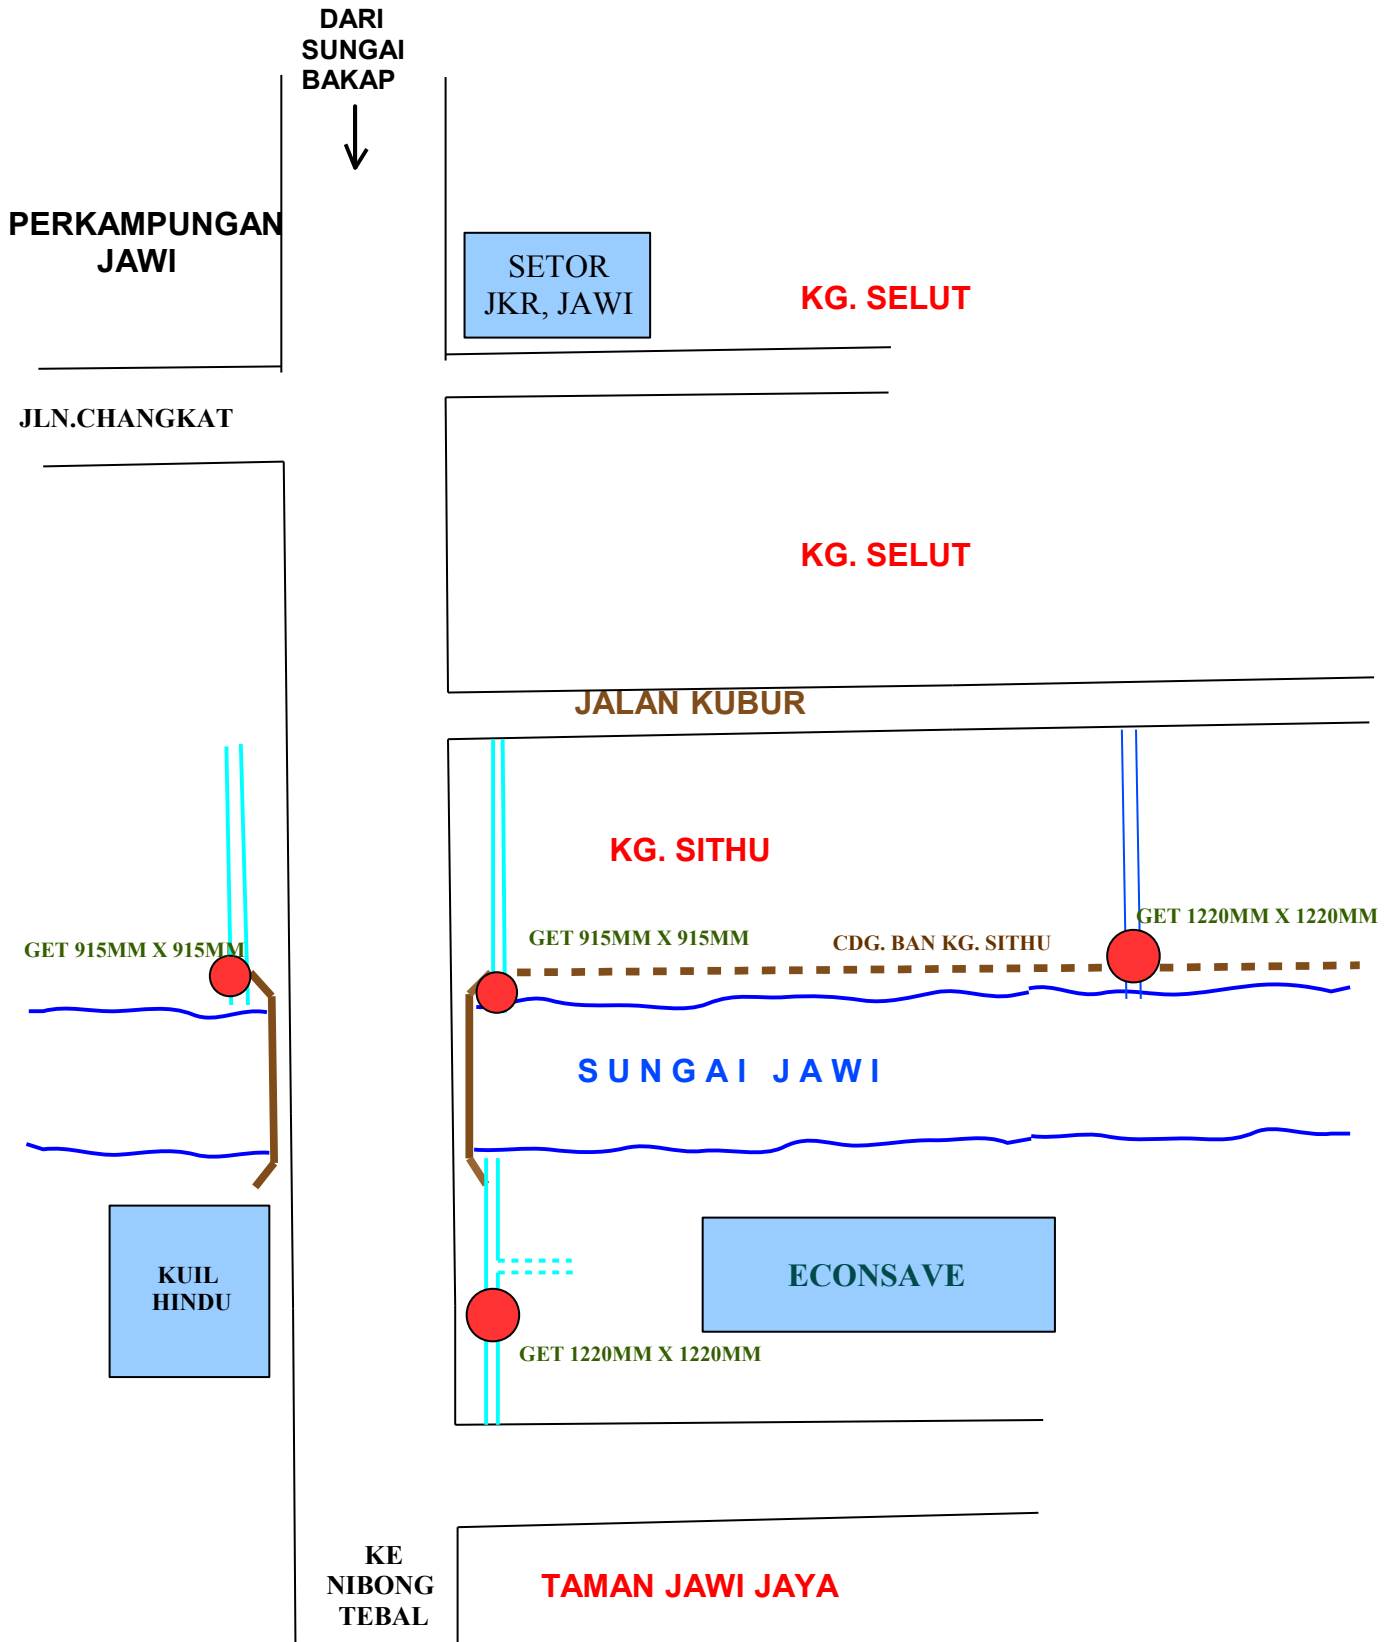 DARI
SUNGAI
BAKAP
PERKAMPUNGAN
JAWI
SETOR
JKR, JAWI
KG. SELUT
JLN.CHANGKAT
KG. SELUT
JALAN KUBUR
KG. SITHU
GET 915MM X 915MM
GET 915MM X 915MM
CDG. BAN KG. SITHU
GET 1220MM X 1220MM
S U N G A I   J A W I
KUIL
HINDU
ECONSAVE
GET 1220MM X 1220MM
KE
NIBONG
TEBAL
TAMAN JAWI JAYA